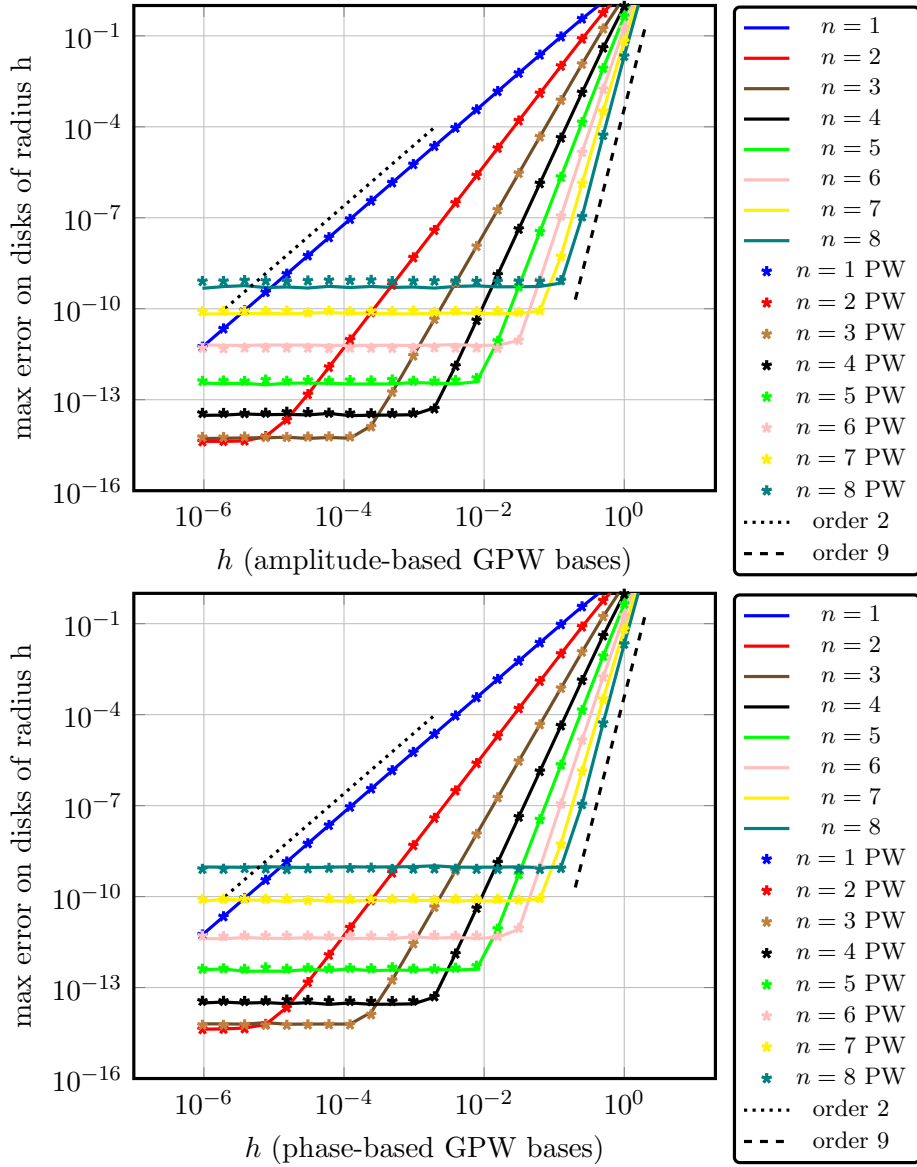 10^{-1}
10^{-4}
10^{-7}
10^{-10}
10^{-13}
10^{-16}
max error on disks of radius h
10^{-6} 10^{-4} 10^{-2} 10^{0}
h (amplitude-based GPW bases)
n = 1
n = 2
n = 3
n = 4
n = 5
n = 6
n = 7
n = 8
n = 1 PW
n = 2 PW
n = 3 PW
n = 4 PW
n = 5 PW
n = 6 PW
n = 7 PW
n = 8 PW
order 2
order 9
10^{-1}
10^{-4}
10^{-7}
10^{-10}
10^{-13}
10^{-16}
max error on disks of radius h
10^{-6} 10^{-4} 10^{-2} 10^{0}
h (phase-based GPW bases)
n = 1
n = 2
n = 3
n = 4
n = 5
n = 6
n = 7
n = 8
n = 1 PW
n = 2 PW
n = 3 PW
n = 4 PW
n = 5 PW
n = 6 PW
n = 7 PW
n = 8 PW
order 2
order 9